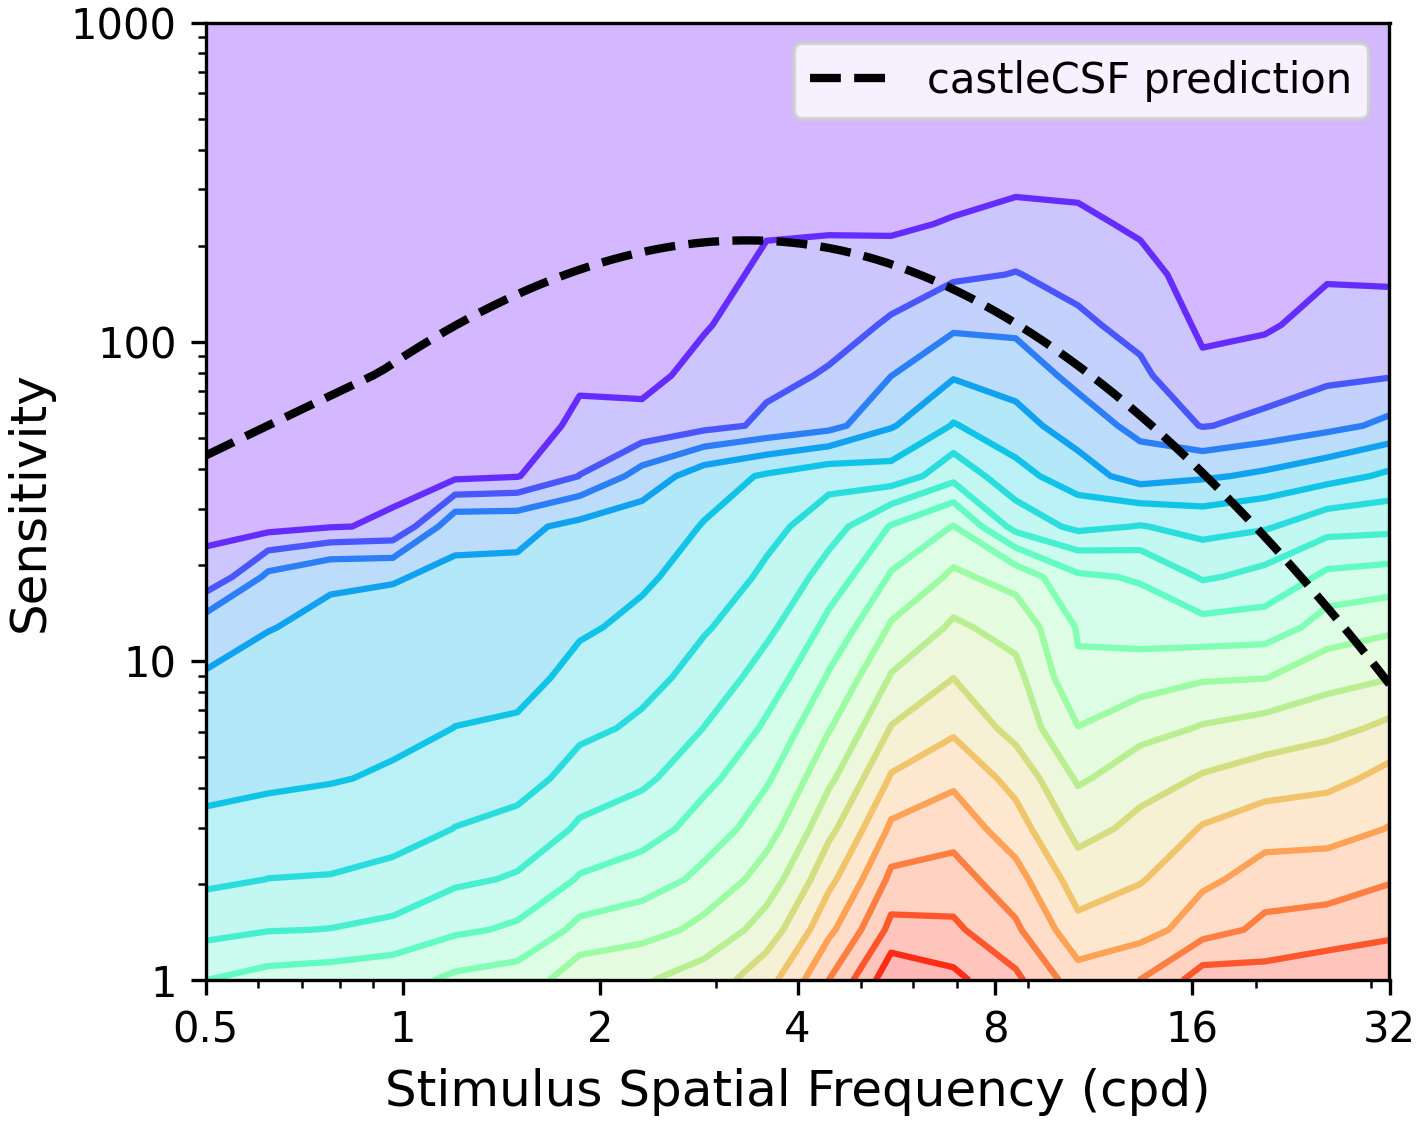 1000
100
10
1
Sensitivity
castleCSF prediction
0.5 1 2 4 8 16 32
Stimulus Spatial Frequency (cpd)